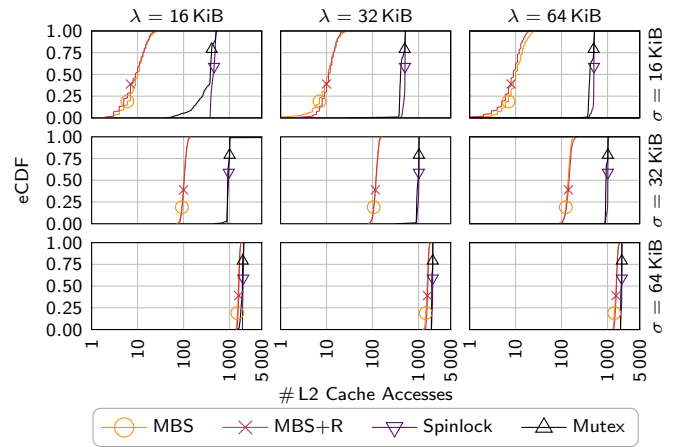 λ = 16 KiB λ = 32 KiB λ = 64 KiB
1.00
0.75
0.50
0.25
0.00
σ = 16 KiB
1.00
0.75
0.50
0.25
0.00
σ = 32 KiB
eCDF
1.00
0.75
0.50
0.25
0.00
σ = 64 KiB
1 10 100 1 000 5 000 1 10 100 1 000 5 000 1 10 100 1 000 5 000
# L2 Cache Accesses
MBS MBS+R Spinlock Mutex